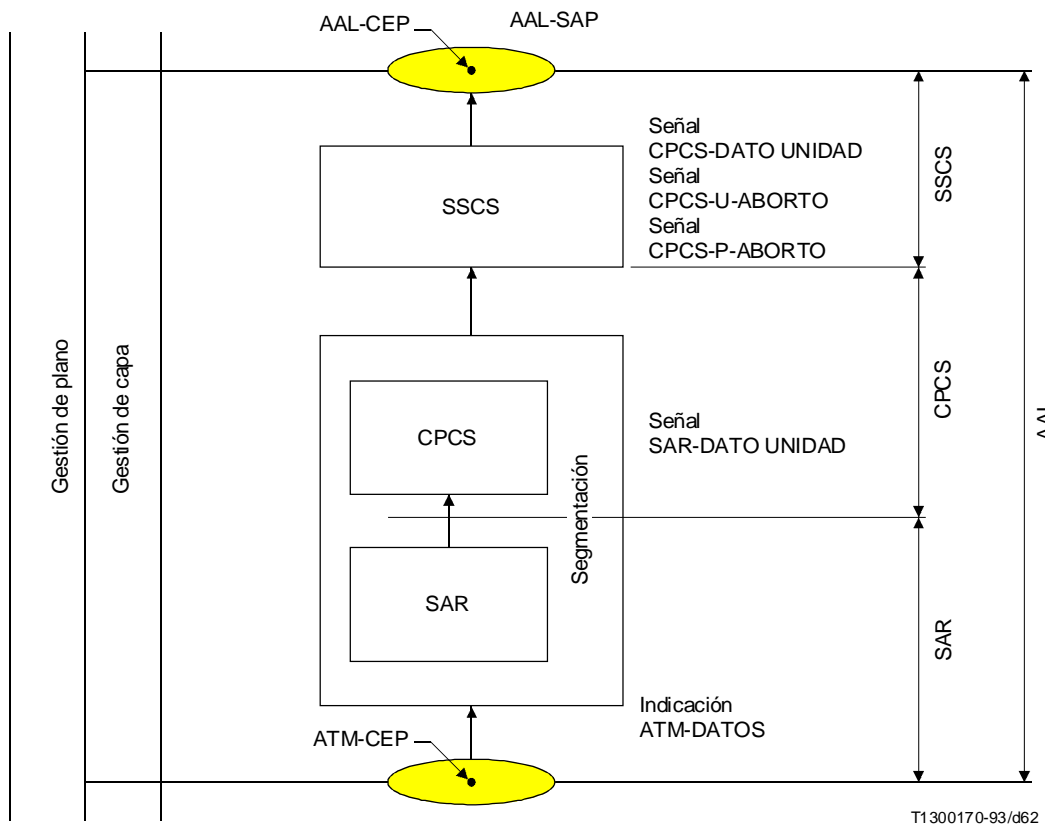 AAL-CEP
AAL-SAP
Señal
CPCS-DATO UNIDAD
Señal
CPCS-U-ABORTO
Señal
CPCS-P-ABORTO
SSCS
SSCS
Gestión de plano
Gestión de capa
CPCS
Señal
SAR-DATO UNIDAD
CPCS
AAL
Segmentación
SAR
SAR
Indicación
ATM-DATOS
ATM-CEP
T1300170-93/d62